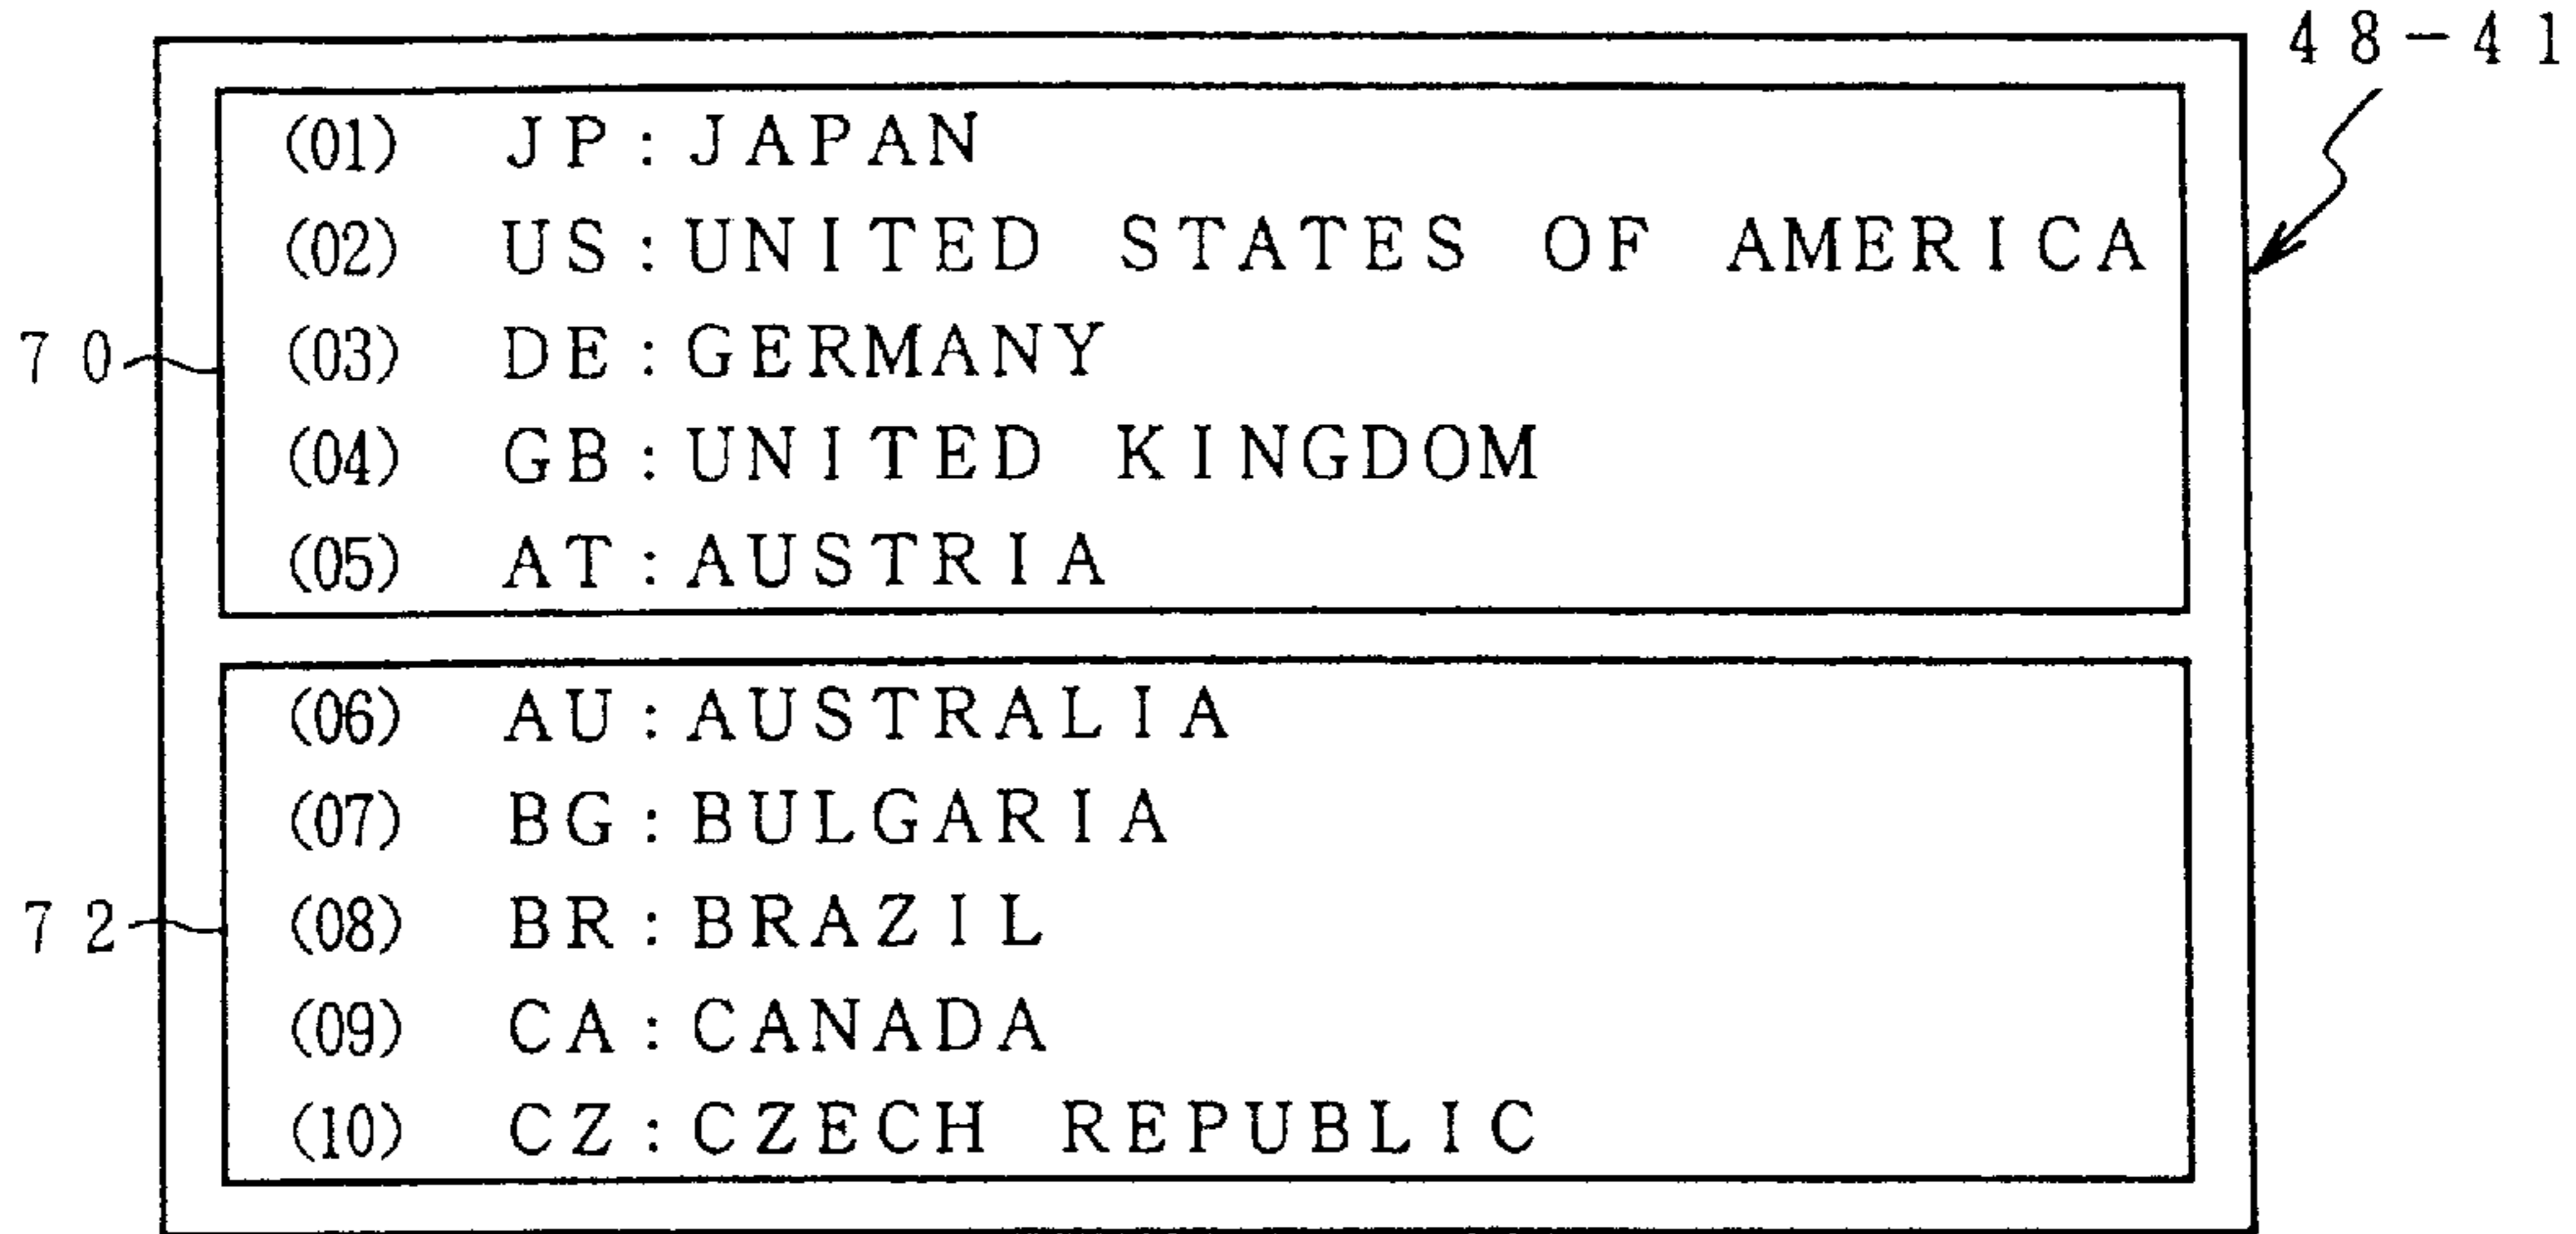 48-41
(01) JP:JAPAN
(02) US:UNITED STATES OF AMERICA
70
(03) DE:GERMANY
(04) GB:UNITED KINGDOM
(05) AT:AUSTRIA
(06) AU:AUSTRALIA
(07) BG:BULGARIA
72
(08) BR:BRAZIL
(09) CA:CANADA
(10) CZ:CZECH REPUBLIC